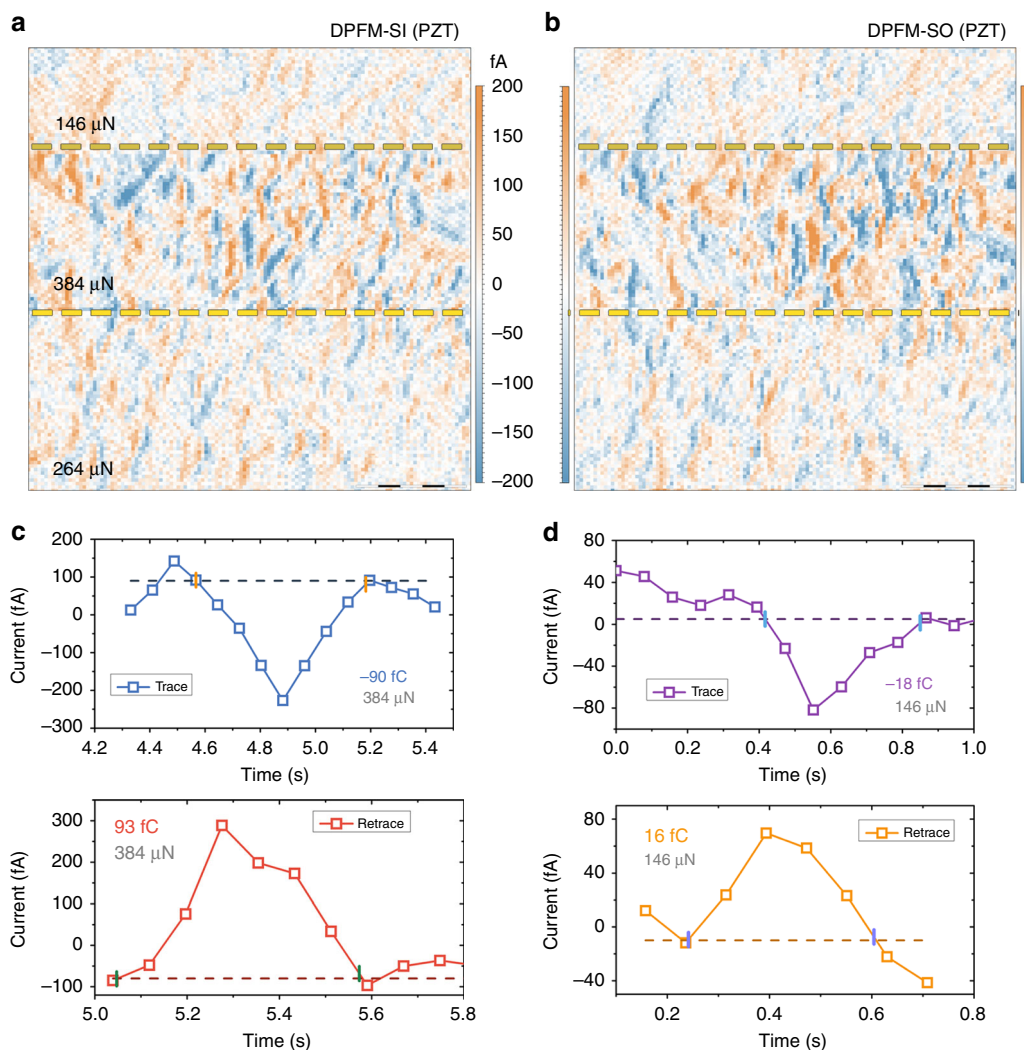 a
DPFM-SI (PZT)
b
DPFM-SO (PZT)
fA
200
150
100
50
0
−50
−100
−150
−200
146 μN
384 μN
264 μN
c
Current (fA)
200
100
0
−100
−200
−300
Trace
−90 fC
384 μN
4.2 4.4 4.6 4.8 5.0 5.2 5.4
Time (s)
d
Current (fA)
80
40
0
−40
−80
Trace
−18 fC
146 μN
0.0 0.2 0.4 0.6 0.8 1.0
Time (s)
Current (fA)
300
200
100
0
−100
93 fC
384 μN
Retrace
5.0 5.2 5.4 5.6 5.8
Time (s)
Current (fA)
80
40
0
−40
16 fC
146 μN
Retrace
0.2 0.4 0.6 0.8
Time (s)